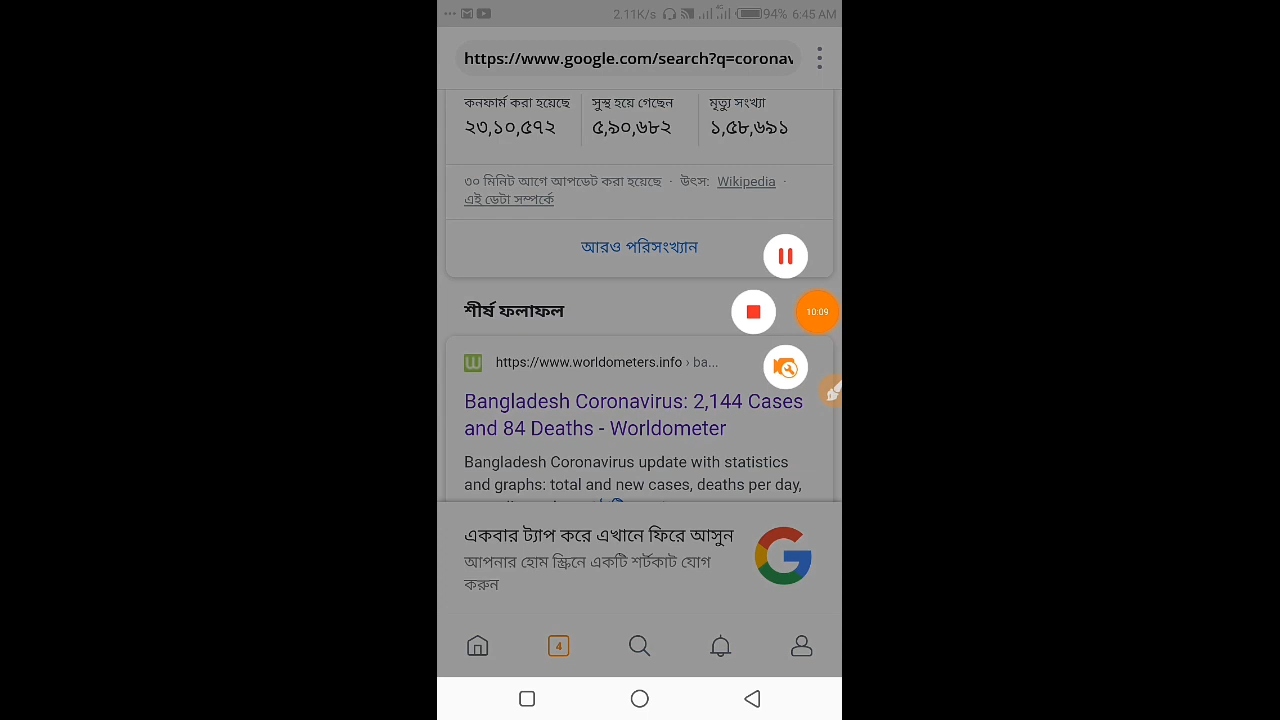 2.11K/s 4G 94% 6:45 AM
https://www.google.com/search?q=coronav
কনফার্ম করা হয়েছে সুস্থ হয়ে গেছেন মৃত্যু সংখ্যা
২৩,১০,৫৭২ ৫,৯০,৬৮২ ১,৫৮,৬৯১
৩০ মিনিট আগে আপডেট করা হয়েছে · উৎস: Wikipedia ·
এই ডেটা সম্পর্কে
আরও পরিসংখ্যান
শীর্ষ ফলাফল
10:09
https://www.worldometers.info › ba...
Bangladesh Coronavirus: 2,144 Cases
and 84 Deaths - Worldometer
Bangladesh Coronavirus update with statistics
and graphs: total and new cases, deaths per day,
একবার ট্যাপ করে এখানে ফিরে আসুন
আপনার হোম স্ক্রিনে একটি শর্টকাট যোগ
করুন
4